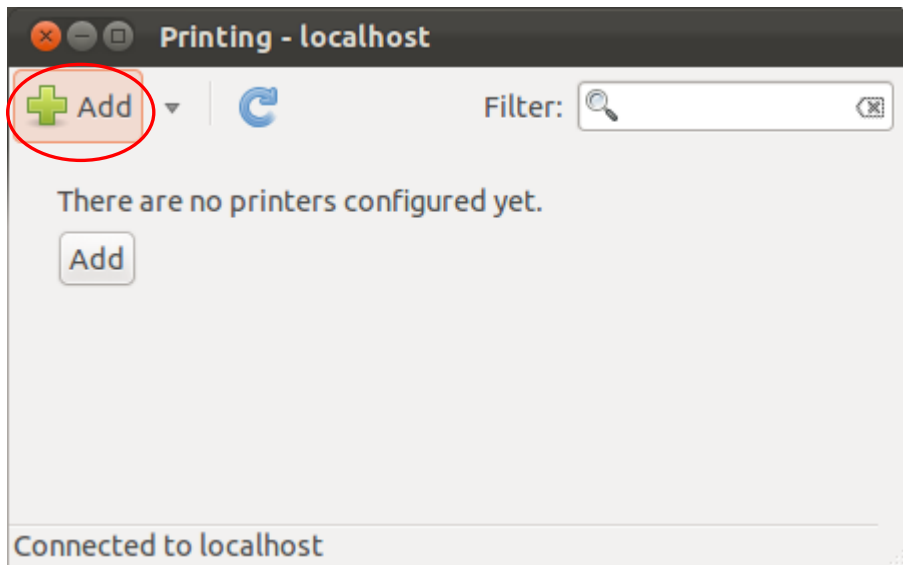 Printing - localhost
Add Filter:
There are no printers configured yet.
Add
Connected to localhost